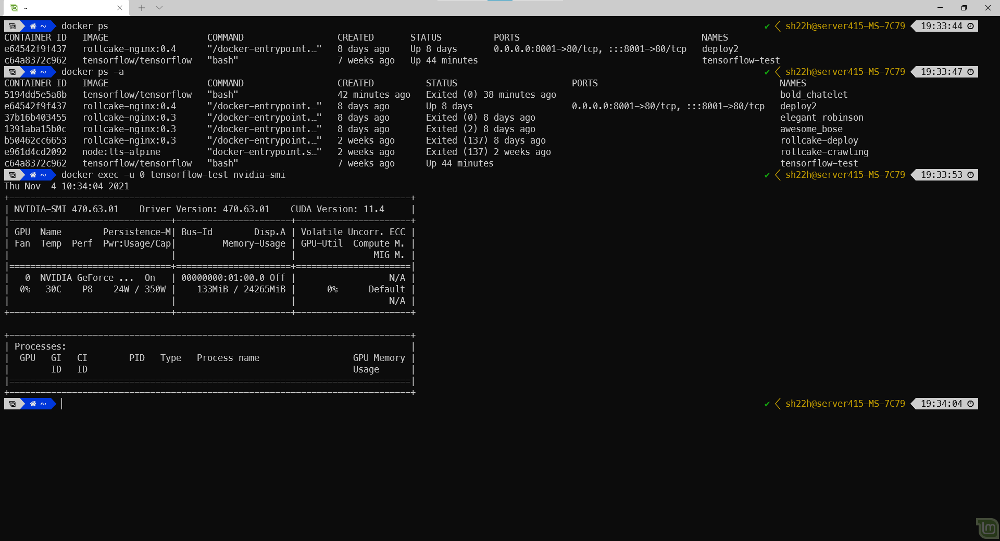 ~
~ docker ps ✔ sh22h@server415-MS-7C79 19:33:44
CONTAINER ID   IMAGE                   COMMAND                  CREATED       STATUS          PORTS                                   NAMES
e64542f9f437   rollcake-nginx:0.4      "/docker-entrypoint.…"   8 days ago    Up 8 days       0.0.0.0:8001->80/tcp, :::8001->80/tcp   deploy2
c64a8372c962   tensorflow/tensorflow   "bash"                   7 weeks ago   Up 44 minutes                                           tensorflow-test
~ docker ps -a ✔ sh22h@server415-MS-7C79 19:33:47
CONTAINER ID   IMAGE                   COMMAND                  CREATED          STATUS                      PORTS                                   NAMES
5194dd5e5a8b   tensorflow/tensorflow   "bash"                   42 minutes ago   Exited (0) 38 minutes ago                                           bold_chatelet
e64542f9f437   rollcake-nginx:0.4      "/docker-entrypoint.…"   8 days ago       Up 8 days                   0.0.0.0:8001->80/tcp, :::8001->80/tcp   deploy2
37b16b403455   rollcake-nginx:0.3      "/docker-entrypoint.…"   8 days ago       Exited (0) 8 days ago                                               elegant_robinson
1391aba15b0c   rollcake-nginx:0.3      "/docker-entrypoint.…"   8 days ago       Exited (2) 8 days ago                                               awesome_bose
b50462cc6653   rollcake-nginx:0.3      "/docker-entrypoint.…"   2 weeks ago      Exited (137) 8 days ago                                             rollcake-deploy
e961d4cd2092   node:lts-alpine         "docker-entrypoint.s…"   2 weeks ago      Exited (137) 2 weeks ago                                            rollcake-crawling
c64a8372c962   tensorflow/tensorflow   "bash"                   7 weeks ago      Up 44 minutes                                                       tensorflow-test
~ docker exec -u 0 tensorflow-test nvidia-smi ✔ sh22h@server415-MS-7C79 19:33:53
Thu Nov  4 10:34:04 2021
+-----------------------------------------------------------------------------+
| NVIDIA-SMI 470.63.01    Driver Version: 470.63.01    CUDA Version: 11.4     |
|-------------------------------+----------------------+----------------------+
| GPU  Name        Persistence-M| Bus-Id        Disp.A | Volatile Uncorr. ECC |
| Fan  Temp  Perf  Pwr:Usage/Cap|         Memory-Usage | GPU-Util  Compute M. |
|                               |                      |               MIG M. |
|===============================+======================+======================|
|   0  NVIDIA GeForce ...  On   | 00000000:01:00.0 Off |                  N/A |
|  0%   30C    P8    24W / 350W |    133MiB / 24265MiB |      0%      Default |
|                               |                      |                  N/A |
+-------------------------------+----------------------+----------------------+
+-----------------------------------------------------------------------------+
| Processes:                                                                  |
|  GPU   GI   CI        PID   Type   Process name                  GPU Memory |
|        ID   ID                                                   Usage      |
|=============================================================================|
+-----------------------------------------------------------------------------+
~ ✔ sh22h@server415-MS-7C79 19:34:04